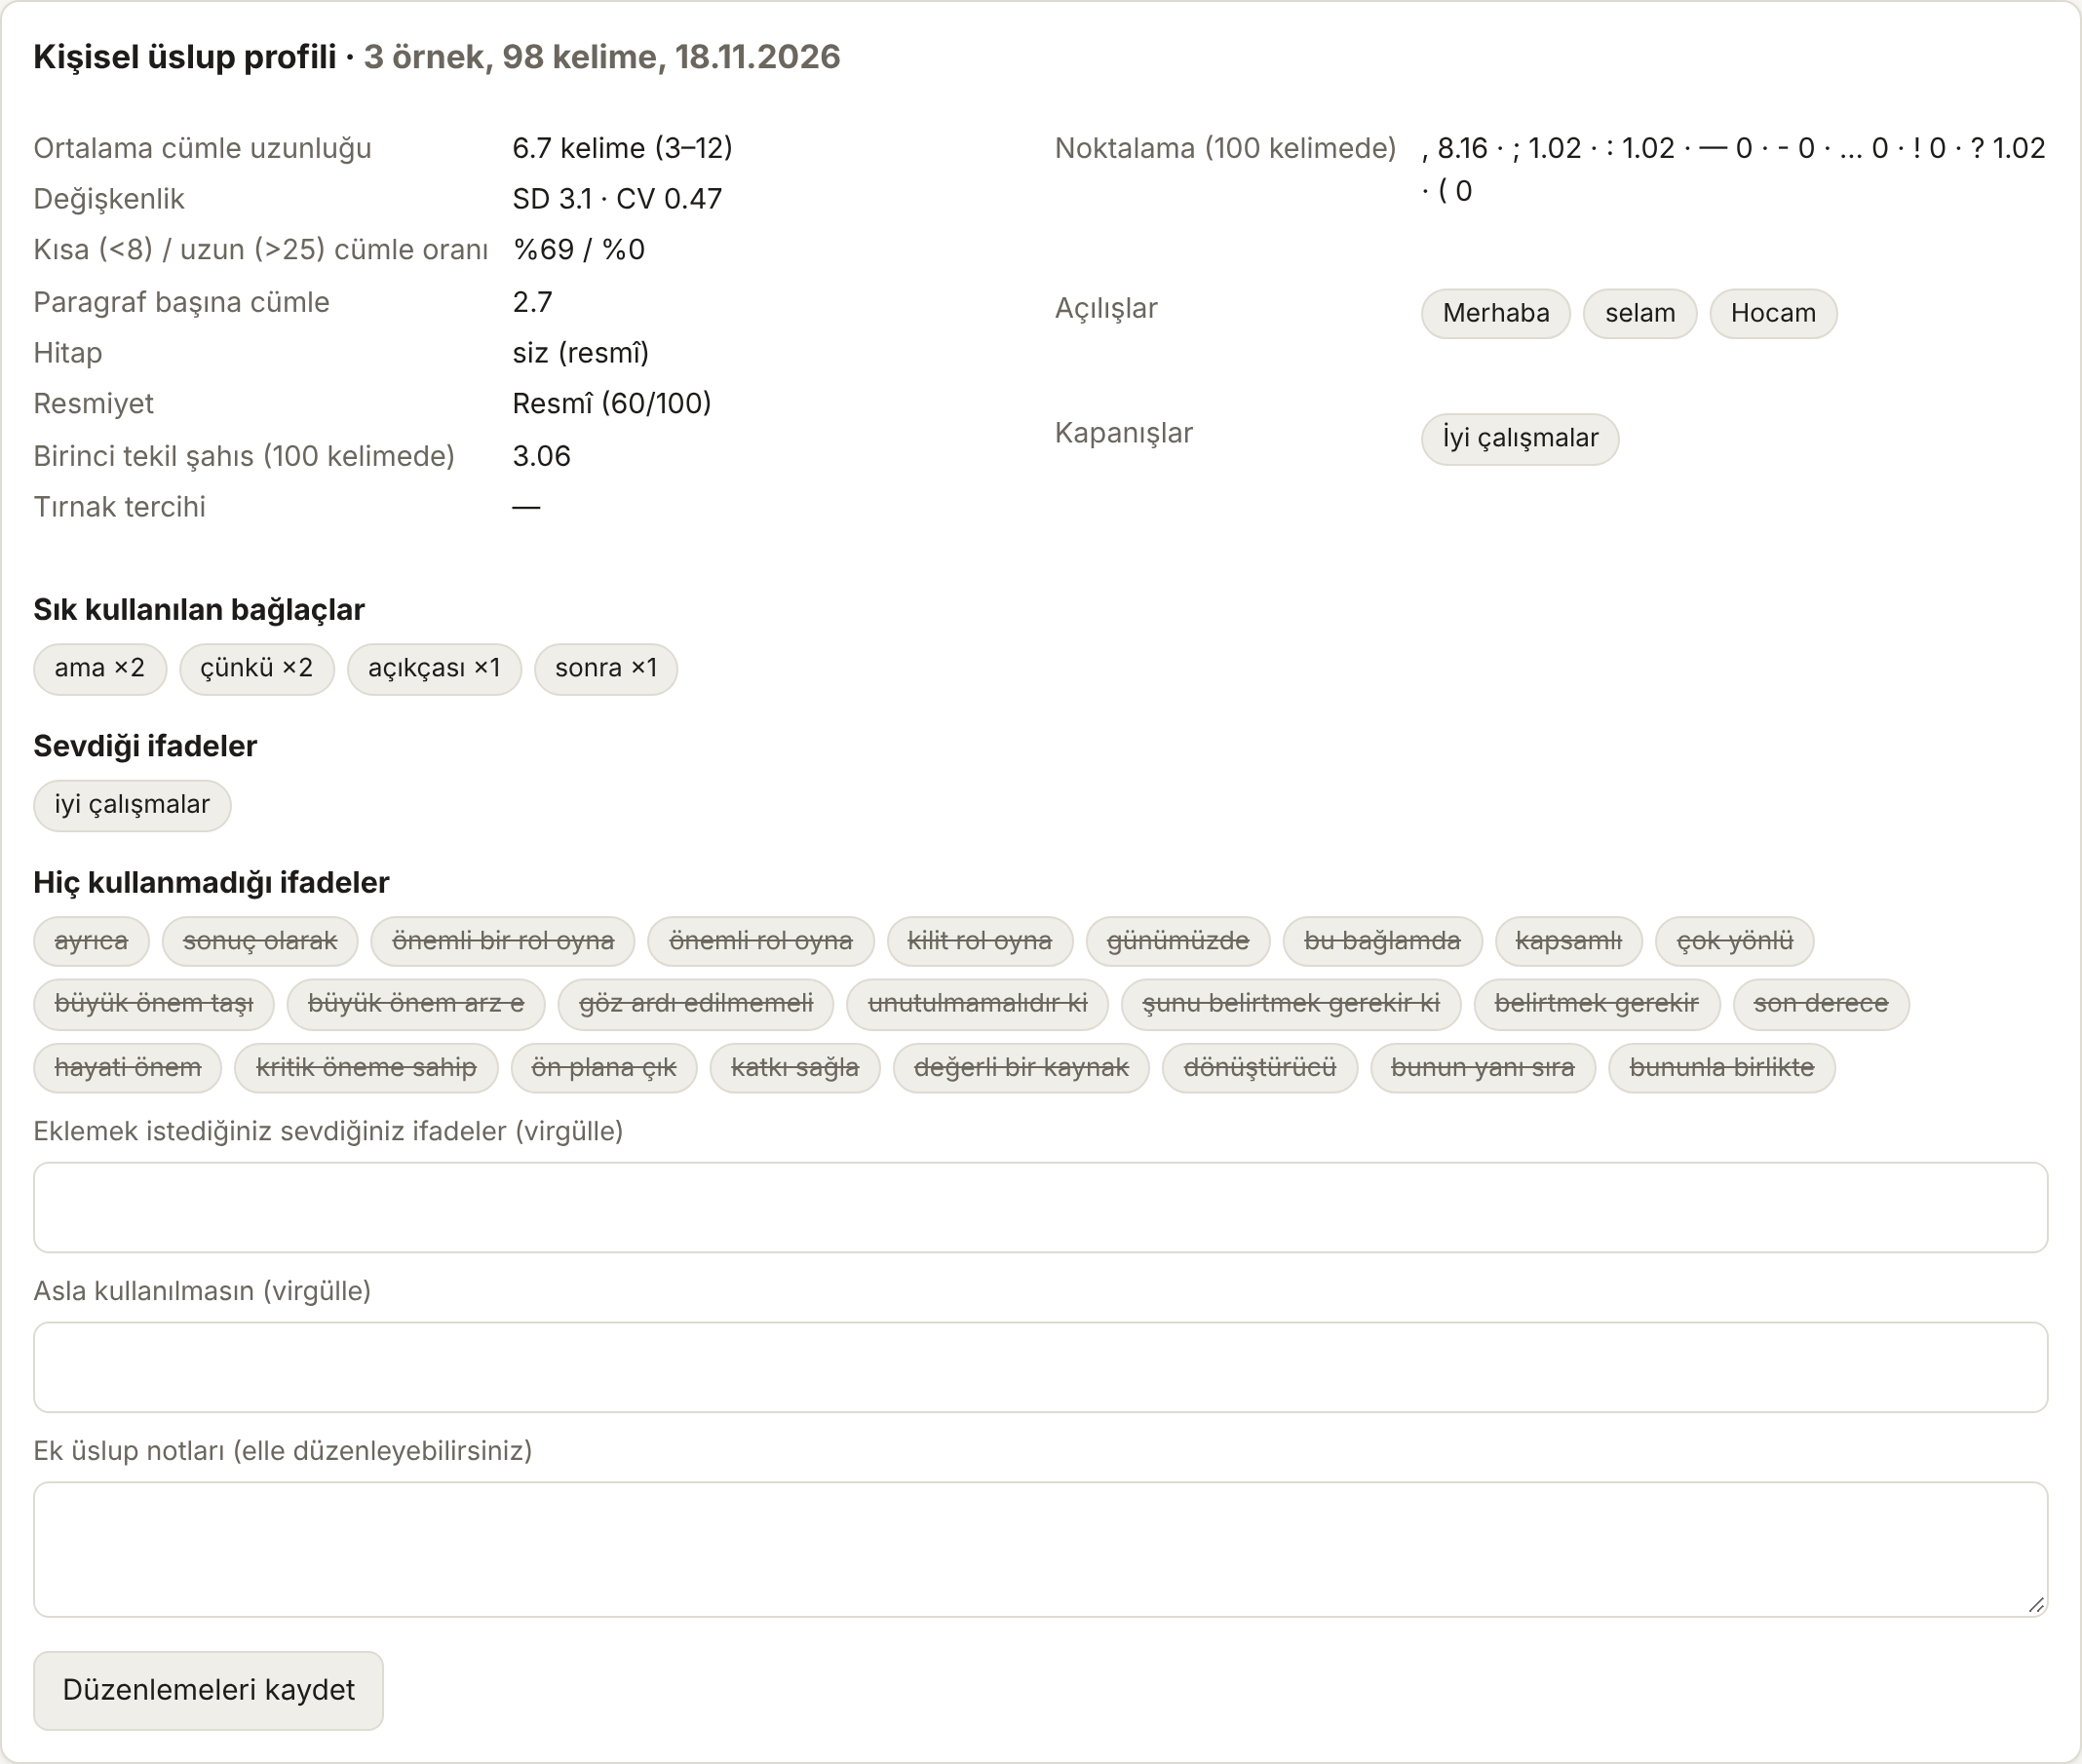 Kişisel üslup profili · 3 örnek, 98 kelime, 18.11.2026
Ortalama cümle uzunluğu 6.7 kelime (3–12)
Değişkenlik SD 3.1 · CV 0.47
Kısa (<8) / uzun (>25) cümle oranı %69 / %0
Paragraf başına cümle 2.7
Hitap siz (resmî)
Resmiyet Resmî (60/100)
Birinci tekil şahıs (100 kelimede) 3.06
Tırnak tercihi —
Noktalama (100 kelimede) , 8.16 · ; 1.02 · : 1.02 · — 0 · - 0 · … 0 · ! 0 · ? 1.02
· ( 0
Açılışlar Merhaba selam Hocam
Kapanışlar İyi çalışmalar
Sık kullanılan bağlaçlar
ama ×2 çünkü ×2 açıkçası ×1 sonra ×1
Sevdiği ifadeler
iyi çalışmalar
Hiç kullanmadığı ifadeler
ayrıca sonuç olarak önemli bir rol oyna önemli rol oyna kilit rol oyna günümüzde bu bağlamda kapsamlı çok yönlü
büyük önem taşı büyük önem arz e göz ardı edilmemeli unutulmamalıdır ki şunu belirtmek gerekir ki belirtmek gerekir son derece
hayati önem kritik öneme sahip ön plana çık katkı sağla değerli bir kaynak dönüştürücü bunun yanı sıra bununla birlikte
Eklemek istediğiniz sevdiğiniz ifadeler (virgülle)
Asla kullanılmasın (virgülle)
Ek üslup notları (elle düzenleyebilirsiniz)
Düzenlemeleri kaydet